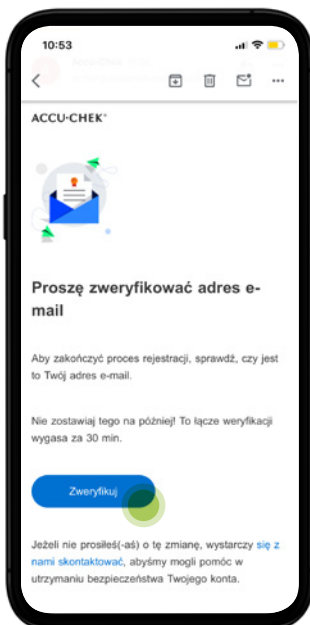 10:53
ACCU-CHEK®
Proszę zweryfikować adres e-
mail
Aby zakończyć proces rejestracji, sprawdź, czy jest
to Twój adres e-mail.
Nie zostawiaj tego na później! To łącze weryfikacji
wygasa za 30 min.
Zweryfikuj
Jeżeli nie prosiłeś(-aś) o tę zmianę, wystarczy się z
nami skontaktować, abyśmy mogli pomóc w
utrzymaniu bezpieczeństwa Twojego konta.